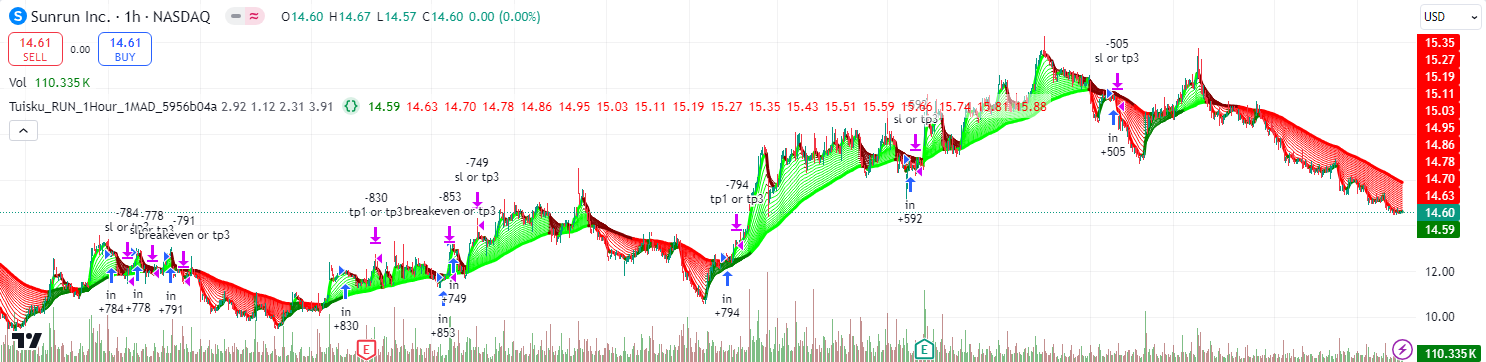 S Sunrun Inc. · 1h · NASDAQ O14.60 H14.67 L14.57 C14.60 0.00 (0.00%)
USD
14.61 SELL 0.00 14.61 BUY
Vol 110.335 K
Tuisku_RUN_1Hour_1MAD_5956b04a 2.92 1.12 2.31 3.91 14.59 14.63 14.70 14.78 14.86 14.95 15.03 15.11 15.19 15.27 15.35 15.43 15.51 15.59 15.66 15.74 15.81 15.88
-784
sl or tp3
-778
-791
breakeven or tp3
in
+784
in
+778
in
+791
-830
tp1 or tp3
in
+830
-853
breakeven or tp3
in
+853
-749
sl or tp3
in
+749
-794
tp1 or tp3
in
+794
sl or tp3
in
+592
-505
sl or tp3
in
+505
15.35
15.27
15.19
15.11
15.03
14.95
14.86
14.78
14.70
14.63
14.60
14.59
12.00
10.00
110.335 K
E
E